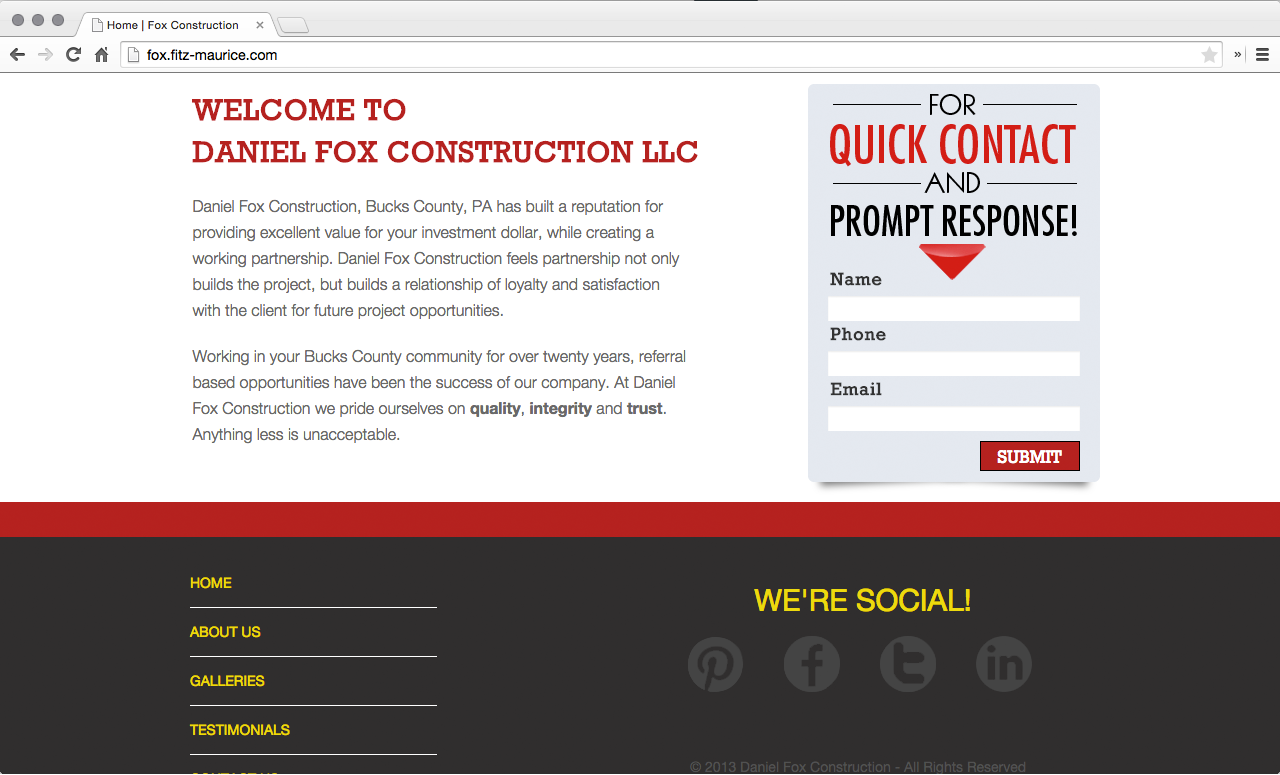 Home | Fox Construction
fox.fitz-maurice.com
WELCOME TO
DANIEL FOX CONSTRUCTION LLC
Daniel Fox Construction, Bucks County, PA has built a reputation for
providing excellent value for your investment dollar, while creating a
working partnership. Daniel Fox Construction feels partnership not only
builds the project, but builds a relationship of loyalty and satisfaction
with the client for future project opportunities.
Working in your Bucks County community for over twenty years, referral
based opportunities have been the success of our company. At Daniel
Fox Construction we pride ourselves on quality, integrity and trust.
Anything less is unacceptable.
FOR
QUICK CONTACT
AND
PROMPT RESPONSE!
Name
Phone
Email
SUBMIT
HOME
ABOUT US
GALLERIES
TESTIMONIALS
CONTACT US
WE'RE SOCIAL!
© 2013 Daniel Fox Construction - All Rights Reserved